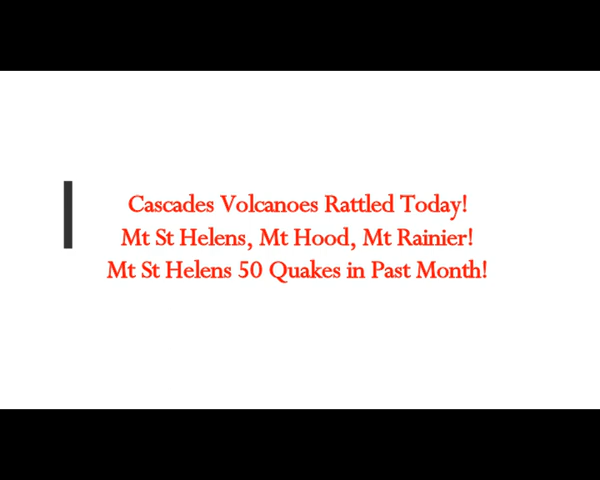 Cascades Volcanoes Rattled Today!
Mt St Helens, Mt Hood, Mt Rainier!
Mt St Helens 50 Quakes in Past Month!